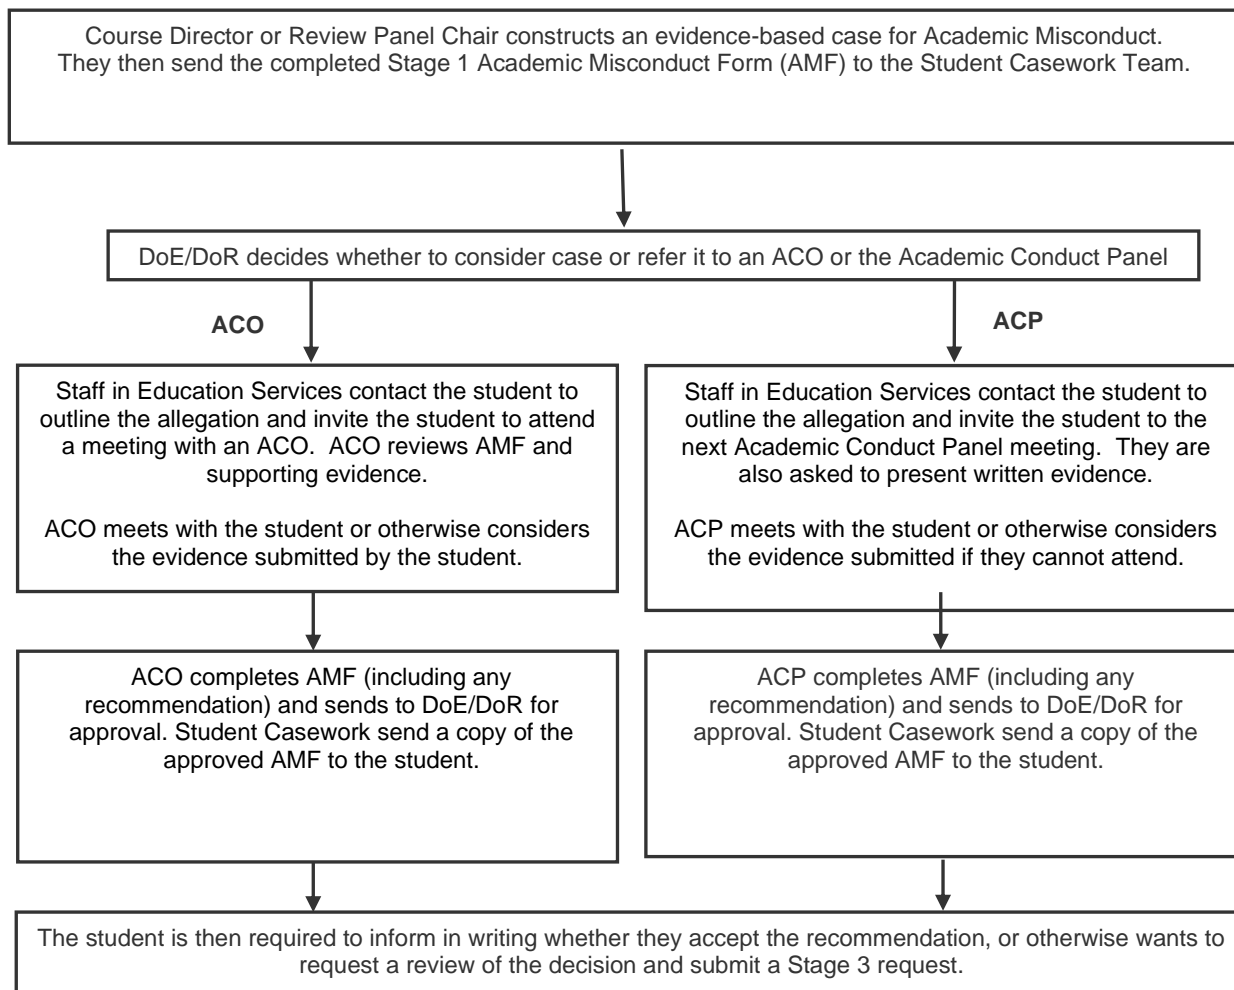 Course Director or Review Panel Chair constructs an evidence-based case for Academic Misconduct.
They then send the completed Stage 1 Academic Misconduct Form (AMF) to the Student Casework Team.
DoE/DoR decides whether to consider case or refer it to an ACO or the Academic Conduct Panel
ACO
ACP
Staff in Education Services contact the student to
outline the allegation and invite the student to attend
a meeting with an ACO.  ACO reviews AMF and
supporting evidence.
ACO meets with the student or otherwise considers
the evidence submitted by the student.
Staff in Education Services contact the student to
outline the allegation and invite the student to the
next Academic Conduct Panel meeting.  They are
also asked to present written evidence.
ACP meets with the student or otherwise considers
the evidence submitted if they cannot attend.
ACO completes AMF (including any
recommendation) and sends to DoE/DoR for
approval. Student Casework send a copy of the
approved AMF to the student.
ACP completes AMF (including any
recommendation) and sends to DoE/DoR for
approval. Student Casework send a copy of the
approved AMF to the student.
The student is then required to inform in writing whether they accept the recommendation, or otherwise wants to
request a review of the decision and submit a Stage 3 request.